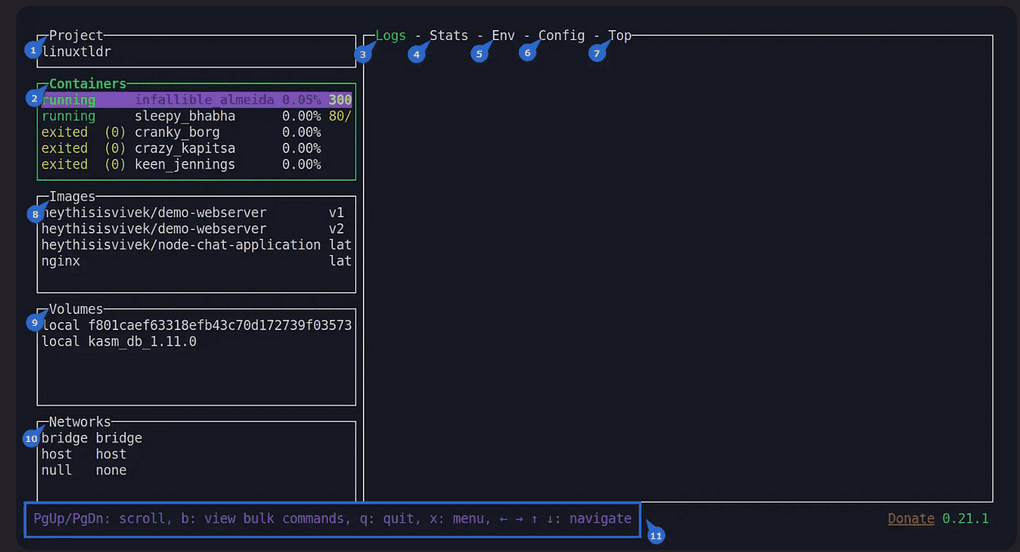 Project
1 linuxtldr
Logs - Stats - Env - Config - Top
3 4 5 6 7
Containers
2 running infallible almeida 0.05% 300
running sleepy_bhabha 0.00% 80/
exited (0) cranky_borg 0.00%
exited (0) crazy_kapitsa 0.00%
exited (0) keen_jennings 0.00%
Images
8 heythisisvivek/demo-webserver v1
heythisisvivek/demo-webserver v2
heythisisvivek/node-chat-application lat
nginx lat
Volumes
9 local f801caef63318efb43c70d172739f03573
local kasm_db_1.11.0
Networks
10 bridge bridge
host host
null none
PgUp/PgDn: scroll, b: view bulk commands, q: quit, x: menu, ← → ↑ ↓: navigate
11
Donate 0.21.1